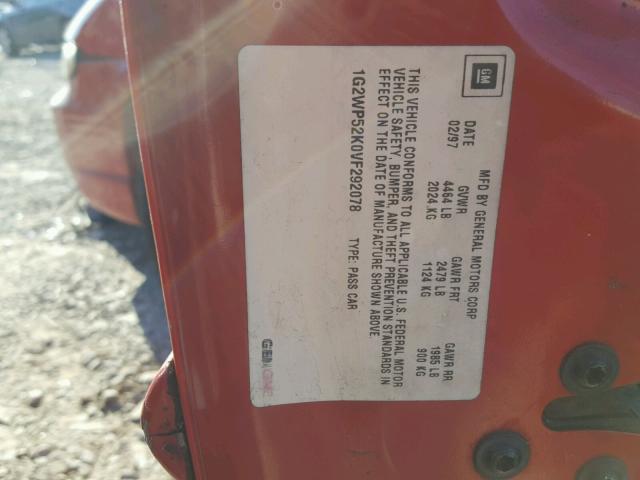 GM
MFD BY GENERAL MOTORS CORP
DATE GVWR GAWR FRT GAWR RR
02/97 4464 LB 2479 LB 1985 LB
2024 KG 1124 KG 900 KG
THIS VEHICLE CONFORMS TO ALL APPLICABLE U.S. FEDERAL MOTOR
VEHICLE SAFETY, BUMPER, AND THEFT PREVENTION STANDARDS IN
EFFECT ON THE DATE OF MANUFACTURE SHOWN ABOVE
1G2WP52K0VF292078 TYPE: PASS CAR